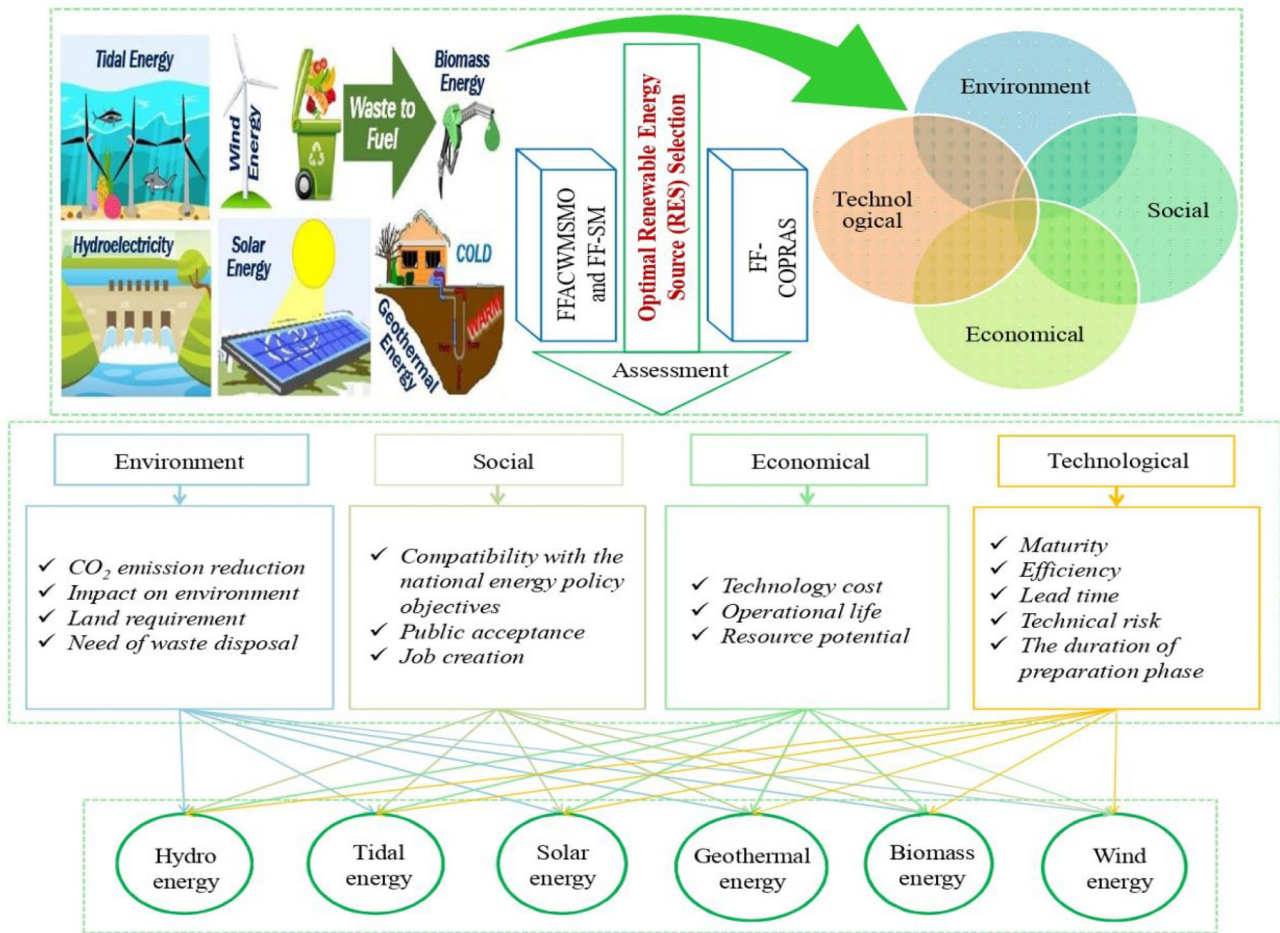 Tidal Energy
Wind
Energy
Waste to
Fuel
Biomass
Energy
Hydroelectricity
Solar
Energy
COLD
WARM
Geothermal
Energy
FFACWMSMO
and FF-SM
Optimal Renewable Energy
Source (RES) Selection
FF-
COPRAS
Assessment
Environment
Technol
ogical
Social
Economical
Environment
✓ CO₂ emission reduction
✓ Impact on environment
✓ Land requirement
✓ Need of waste disposal
Social
✓ Compatibility with the
national energy policy
objectives
✓ Public acceptance
✓ Job creation
Economical
✓ Technology cost
✓ Operational life
✓ Resource potential
Technological
✓ Maturity
✓ Efficiency
✓ Lead time
✓ Technical risk
✓ The duration of
preparation phase
Hydro
energy
Tidal
energy
Solar
energy
Geothermal
energy
Biomass
energy
Wind
energy